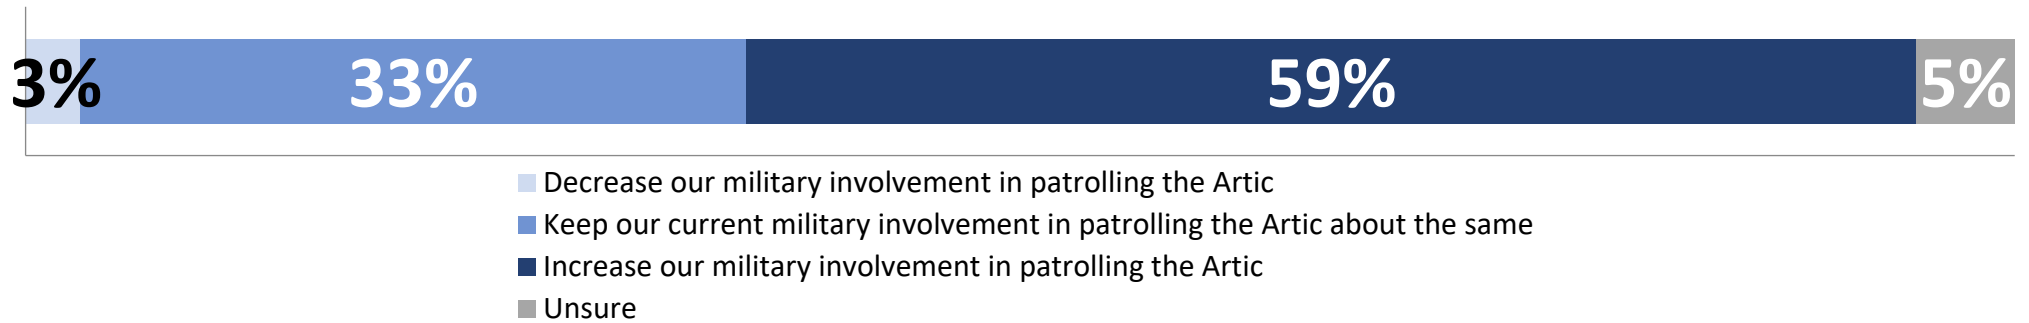 3% 33% 59% 5%
Decrease our military involvement in patrolling the Artic
Keep our current military involvement in patrolling the Artic about the same
Increase our military involvement in patrolling the Artic
Unsure